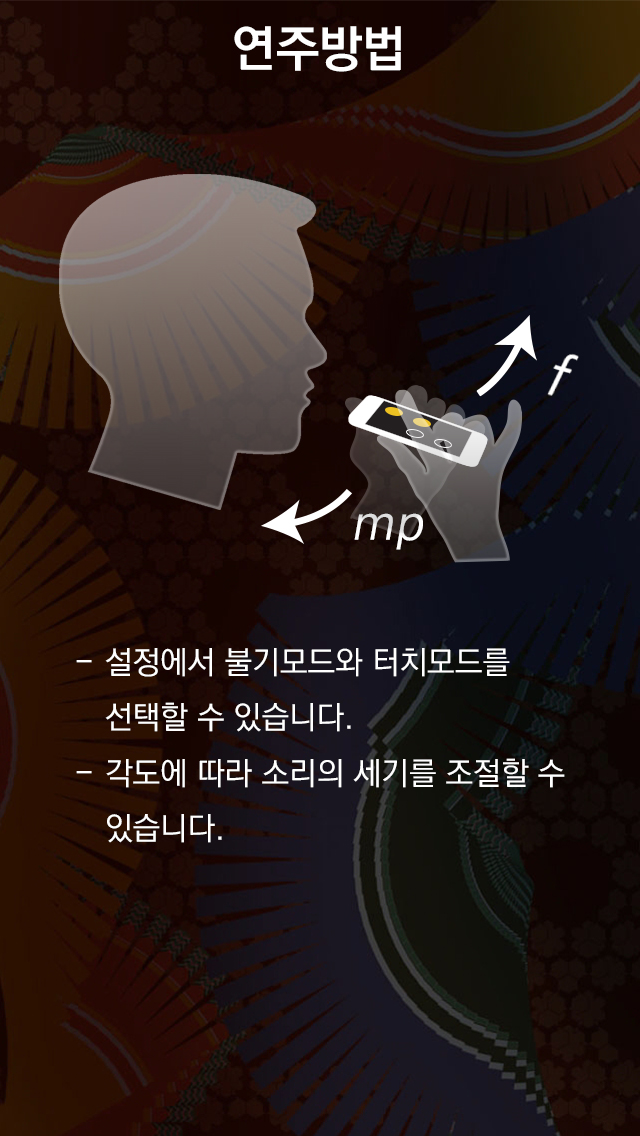 연주방법
f
mp
- 설정에서 불기모드와 터치모드를
선택할 수 있습니다.
- 각도에 따라 소리의 세기를 조절할 수
있습니다.